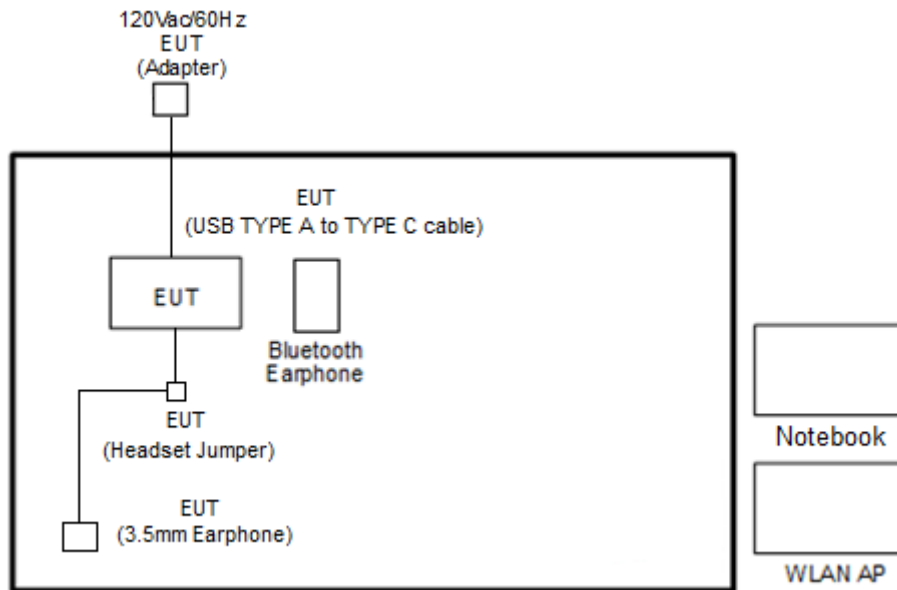 120Vac/60Hz
EUT
(Adapter)
EUT
(USB TYPE A to TYPE C cable)
EUT
Bluetooth
Earphone
EUT
(Headset Jumper)
EUT
(3.5mm Earphone)
Notebook
WLAN AP